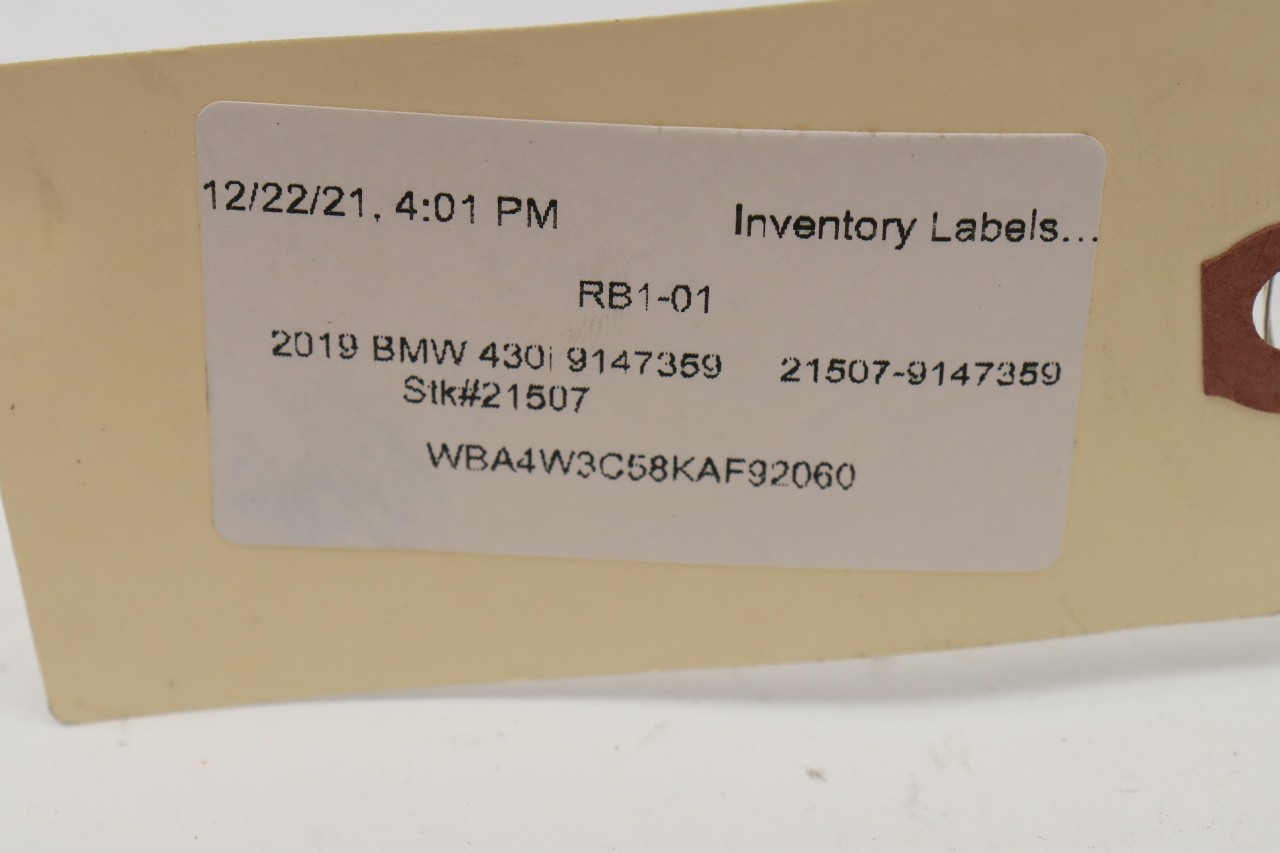 12/22/21, 4:01 PM Inventory Labels...
RB1-01
2019 BMW 430i 9147359 21507-9147359
Stk#21507
WBA4W3C58KAF92060